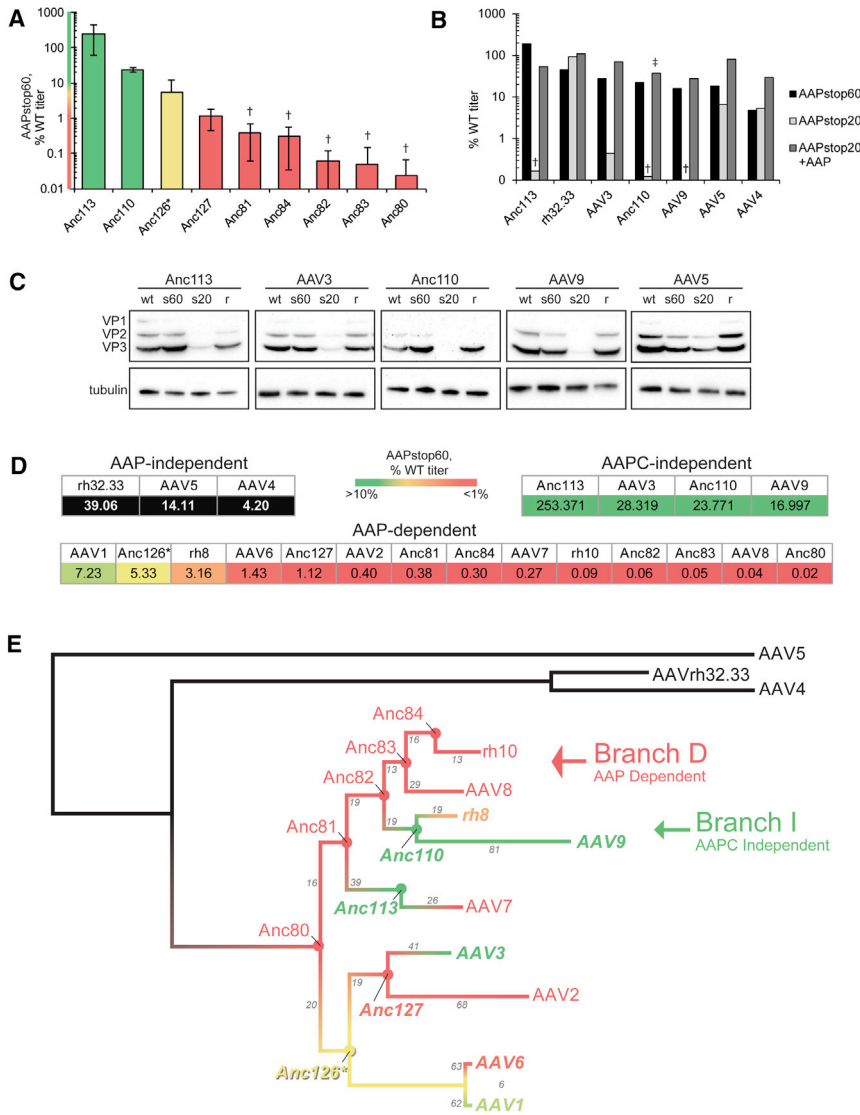 A
AAPstop60,
% WT titer
1000
100
10
1
0.1
0.01
† † † † †
Anc113 Anc110 Anc126* Anc127 Anc81 Anc84 Anc82 Anc83 Anc80
B
% WT titer
1000
100
10
1
0
† ‡ † †
Anc113 rh32.33 AAV3 Anc110 AAV9 AAV5 AAV4
AAPstop60
AAPstop20
AAPstop20
+AAP
C
Anc113 AAV3 Anc110 AAV9 AAV5
wt s60 s20 r wt s60 s20 r wt s60 s20 r wt s60 s20 r wt s60 s20 r
VP1
VP2
VP3
tubulin
D
AAP-independent
rh32.33 AAV5 AAV4
39.06 14.11 4.20
AAPstop60,
% WT titer
>10% <1%
AAPC-independent
Anc113 AAV3 Anc110 AAV9
253.371 28.319 23.771 16.997
AAP-dependent
AAV1 Anc126* rh8 AAV6 Anc127 AAV2 Anc81 Anc84 AAV7 rh10 Anc82 Anc83 AAV8 Anc80
7.23 5.33 3.16 1.43 1.12 0.40 0.38 0.30 0.27 0.09 0.06 0.05 0.04 0.02
E
AAV5
AAVrh32.33
AAV4
Anc84
16
13
rh10
Anc83
13
29
AAV8
Branch D
AAP Dependent
Anc82
19
19
19
rh8
Anc110
81
AAV9
Branch I
AAPC Independent
Anc81
16
39
Anc113
26
AAV7
Anc80
41
AAV3
19
Anc127
68
AAV2
20
Anc126*
63
AAV6
6
62
AAV1